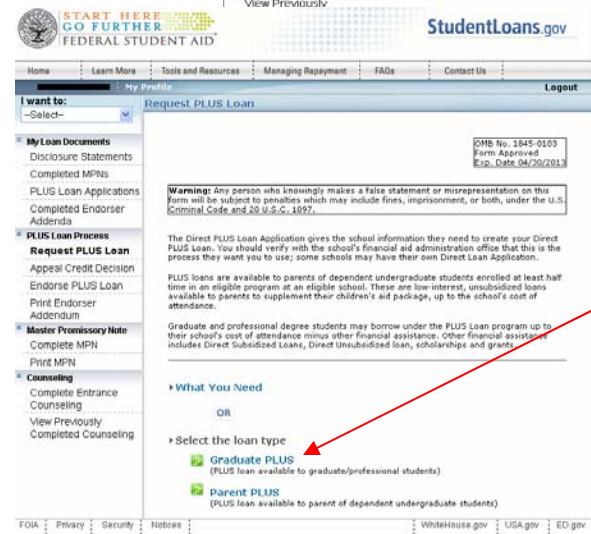 View Previously
START HERE
GO FURTHER
FEDERAL STUDENT AID
StudentLoans.gov
Home Learn More Tools and Resources Managing Repayment FAQs Contact Us
My Profile Logout
I want to:
–Select–
Request PLUS Loan
My Loan Documents
Disclosure Statements
Completed MPNs
PLUS Loan Applications
Completed Endorser
Addenda
PLUS Loan Process
Request PLUS Loan
Appeal Credit Decision
Endorse PLUS Loan
Print Endorser
Addendum
Master Promissory Note
Complete MPN
Print MPN
Counseling
Complete Entrance
Counseling
View Previously
Completed Counseling
OMB No. 1845-0103
Form Approved
Exp. Date 04/30/2013
Warning: Any person who knowingly makes a false statement or misrepresentation on this
form will be subject to penalties which may include fines, imprisonment, or both, under the U.S.
Criminal Code and 20 U.S.C. 1097.
The Direct PLUS Loan Application gives the school information they need to create your Direct
PLUS Loan. You should verify with the school's financial aid administration office that this is the
process they want you to use; some schools may have their own Direct Loan Application.
PLUS loans are available to parents of dependent undergraduate students enrolled at least half
time in an eligible program at an eligible school. These are low-interest, unsubsidized loans
available to parents to supplement their children's aid package, up to the school's cost of
attendance.
Graduate and professional degree students may borrow under the PLUS Loan program up to
their school's cost of attendance minus other financial assistance. Other financial assistance
includes Direct Subsidized Loans, Direct Unsubsidized loan, scholarships and grants.
What You Need
OR
Select the loan type
Graduate PLUS
(PLUS loan available to graduate/professional students)
Parent PLUS
(PLUS loan available to parent of dependent undergraduate students)
FOIA Privacy Security Notices WhiteHouse.gov USA.gov ED.gov